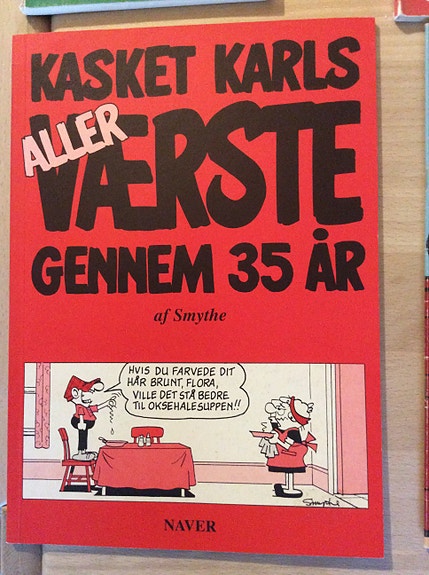 KASKET KARLS
ALLER
VÆRSTE
GENNEM 35 ÅR
af Smythe
HVIS DU FARVEDE DIT
HÅR BRUNT, FLORA,
VILLE DET STÅ BEDRE
TIL OKSEHALESUPPEN!!
Smythe
NAVER